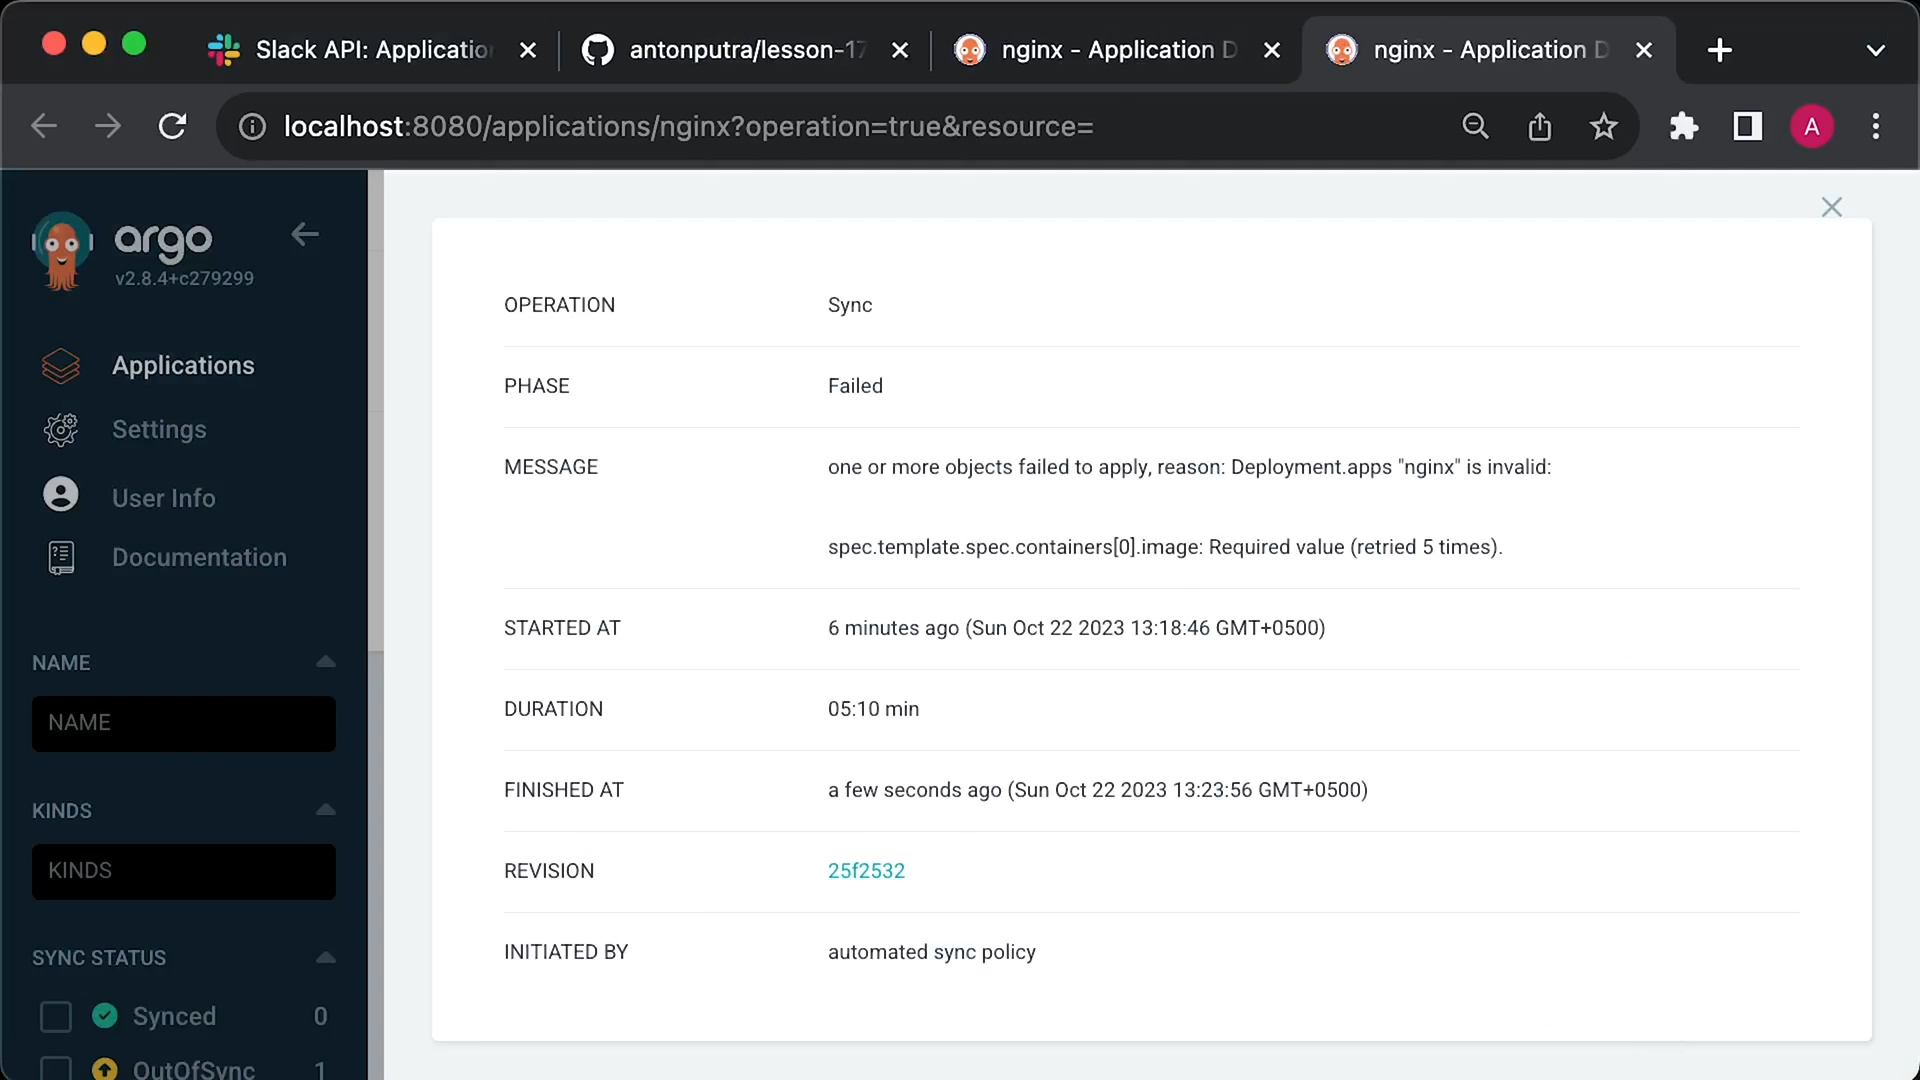 Slack API: Applicatio
antonputra/lesson-17
nginx - Application D
nginx - Application D
localhost:8080/applications/nginx?operation=true&resource=
A
argo
v2.8.4+c279299
Applications
Settings
User Info
Documentation
NAME
NAME
KINDS
KINDS
SYNC STATUS
Synced 0
OutOfSync 1
OPERATION Sync
PHASE Failed
MESSAGE one or more objects failed to apply, reason: Deployment.apps "nginx" is invalid:
spec.template.spec.containers[0].image: Required value (retried 5 times).
STARTED AT 6 minutes ago (Sun Oct 22 2023 13:18:46 GMT+0500)
DURATION 05:10 min
FINISHED AT a few seconds ago (Sun Oct 22 2023 13:23:56 GMT+0500)
REVISION 25f2532
INITIATED BY automated sync policy